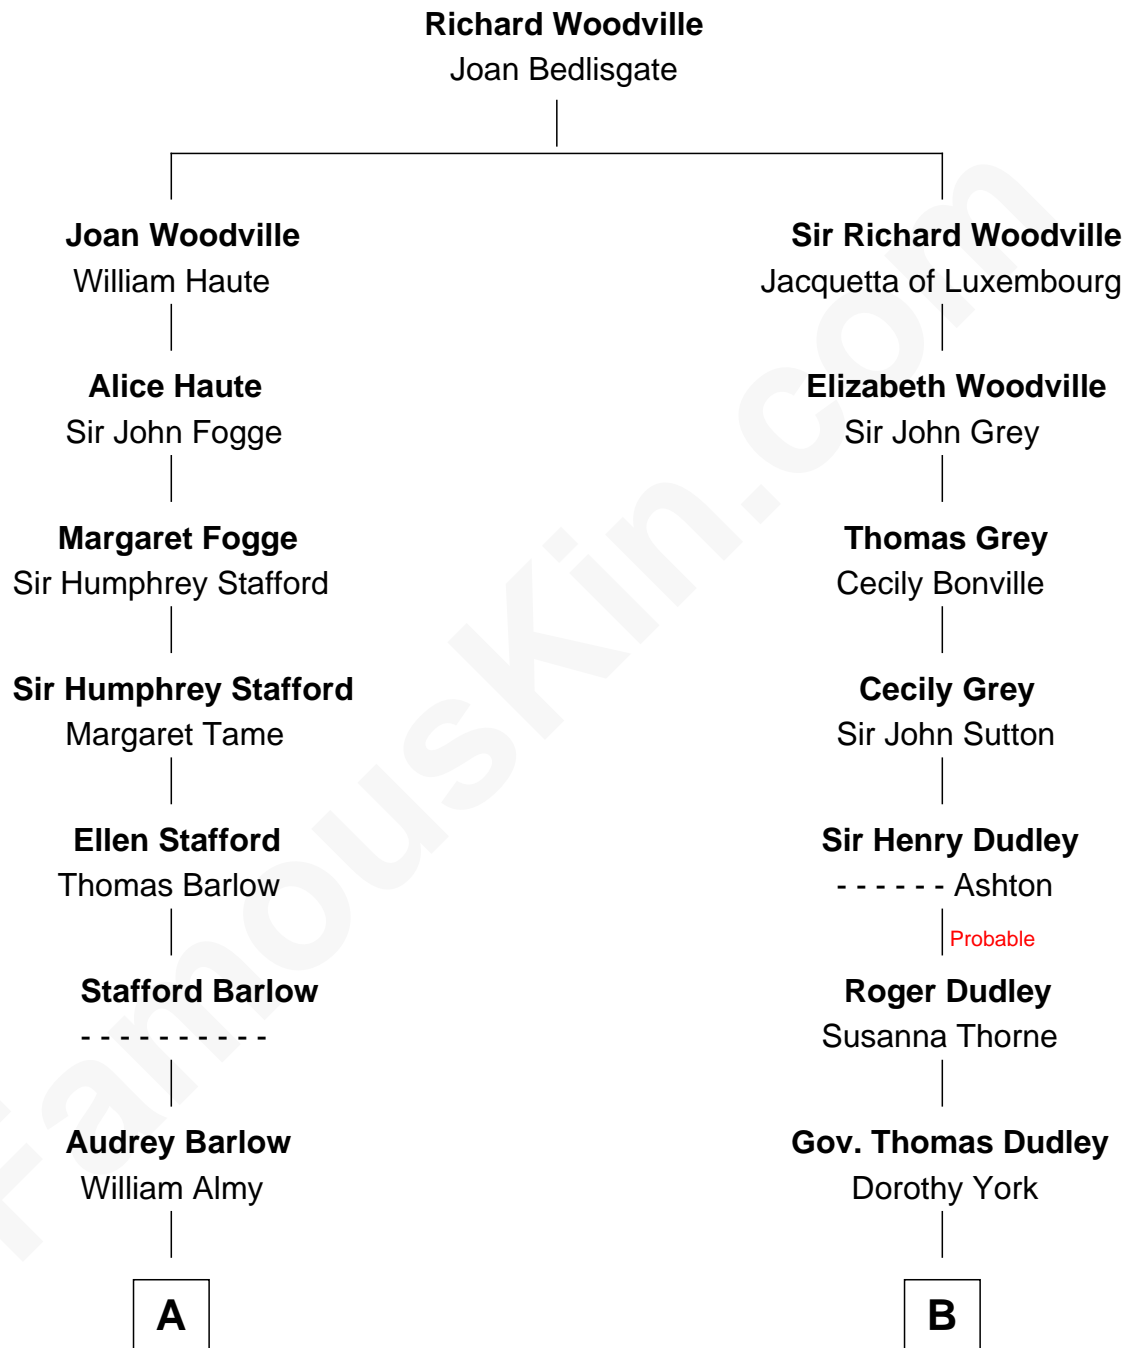 Richard Woodville
Joan Bedlisgate
Joan Woodville
William Haute
Sir Richard Woodville
Jacquetta of Luxembourg
Alice Haute
Sir John Fogge
Elizabeth Woodville
Sir John Grey
Margaret Fogge
Sir Humphrey Stafford
Thomas Grey
Cecily Bonville
Sir Humphrey Stafford
Margaret Tame
Cecily Grey
Sir John Sutton
Ellen Stafford
Thomas Barlow
Sir Henry Dudley
- - - - - - Ashton
Probable
Stafford Barlow
- - - - - - - - - -
Roger Dudley
Susanna Thorne
Audrey Barlow
William Almy
Gov. Thomas Dudley
Dorothy York
A
B
FamousKin.com